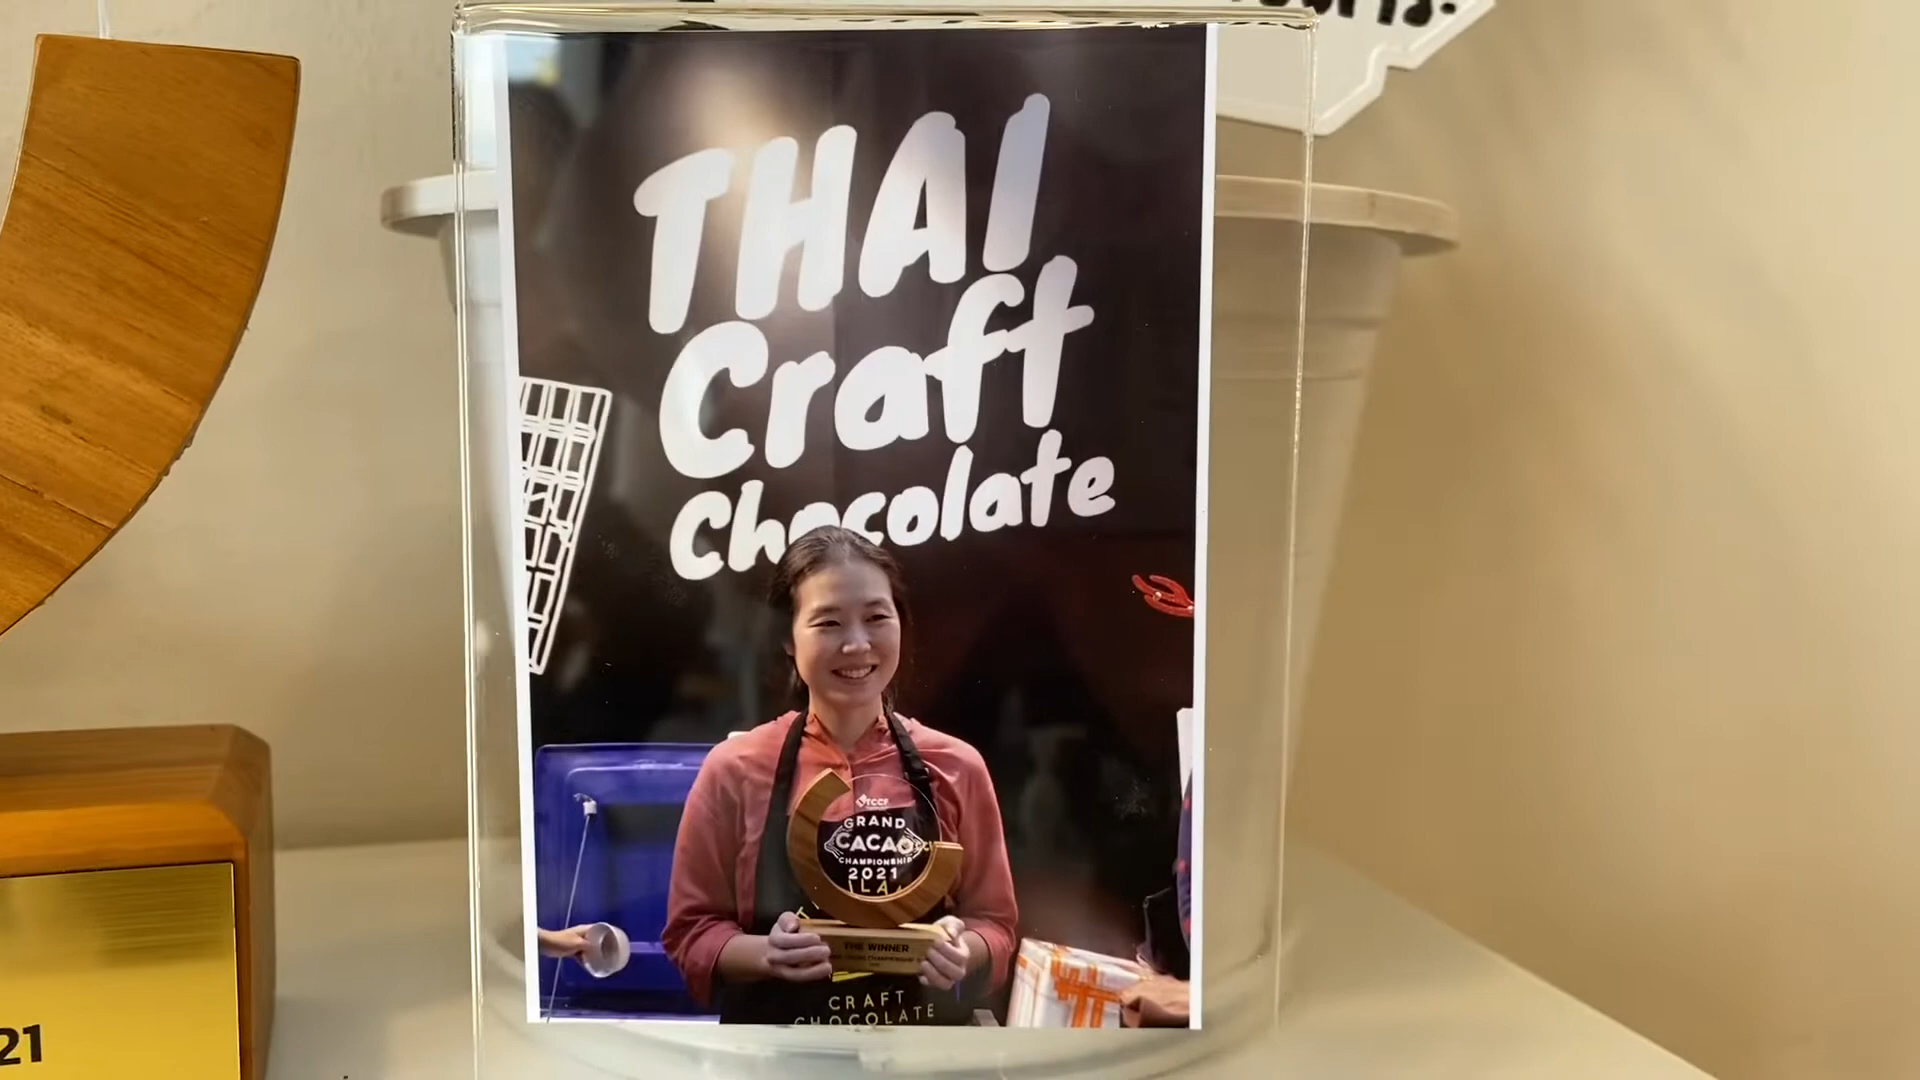 THAI
Craft
Chocolate
TCCF
GRAND
CACAO
CHAMPIONSHIP
2021
THE WINNER
CRAFT
CHOCOLATE
21